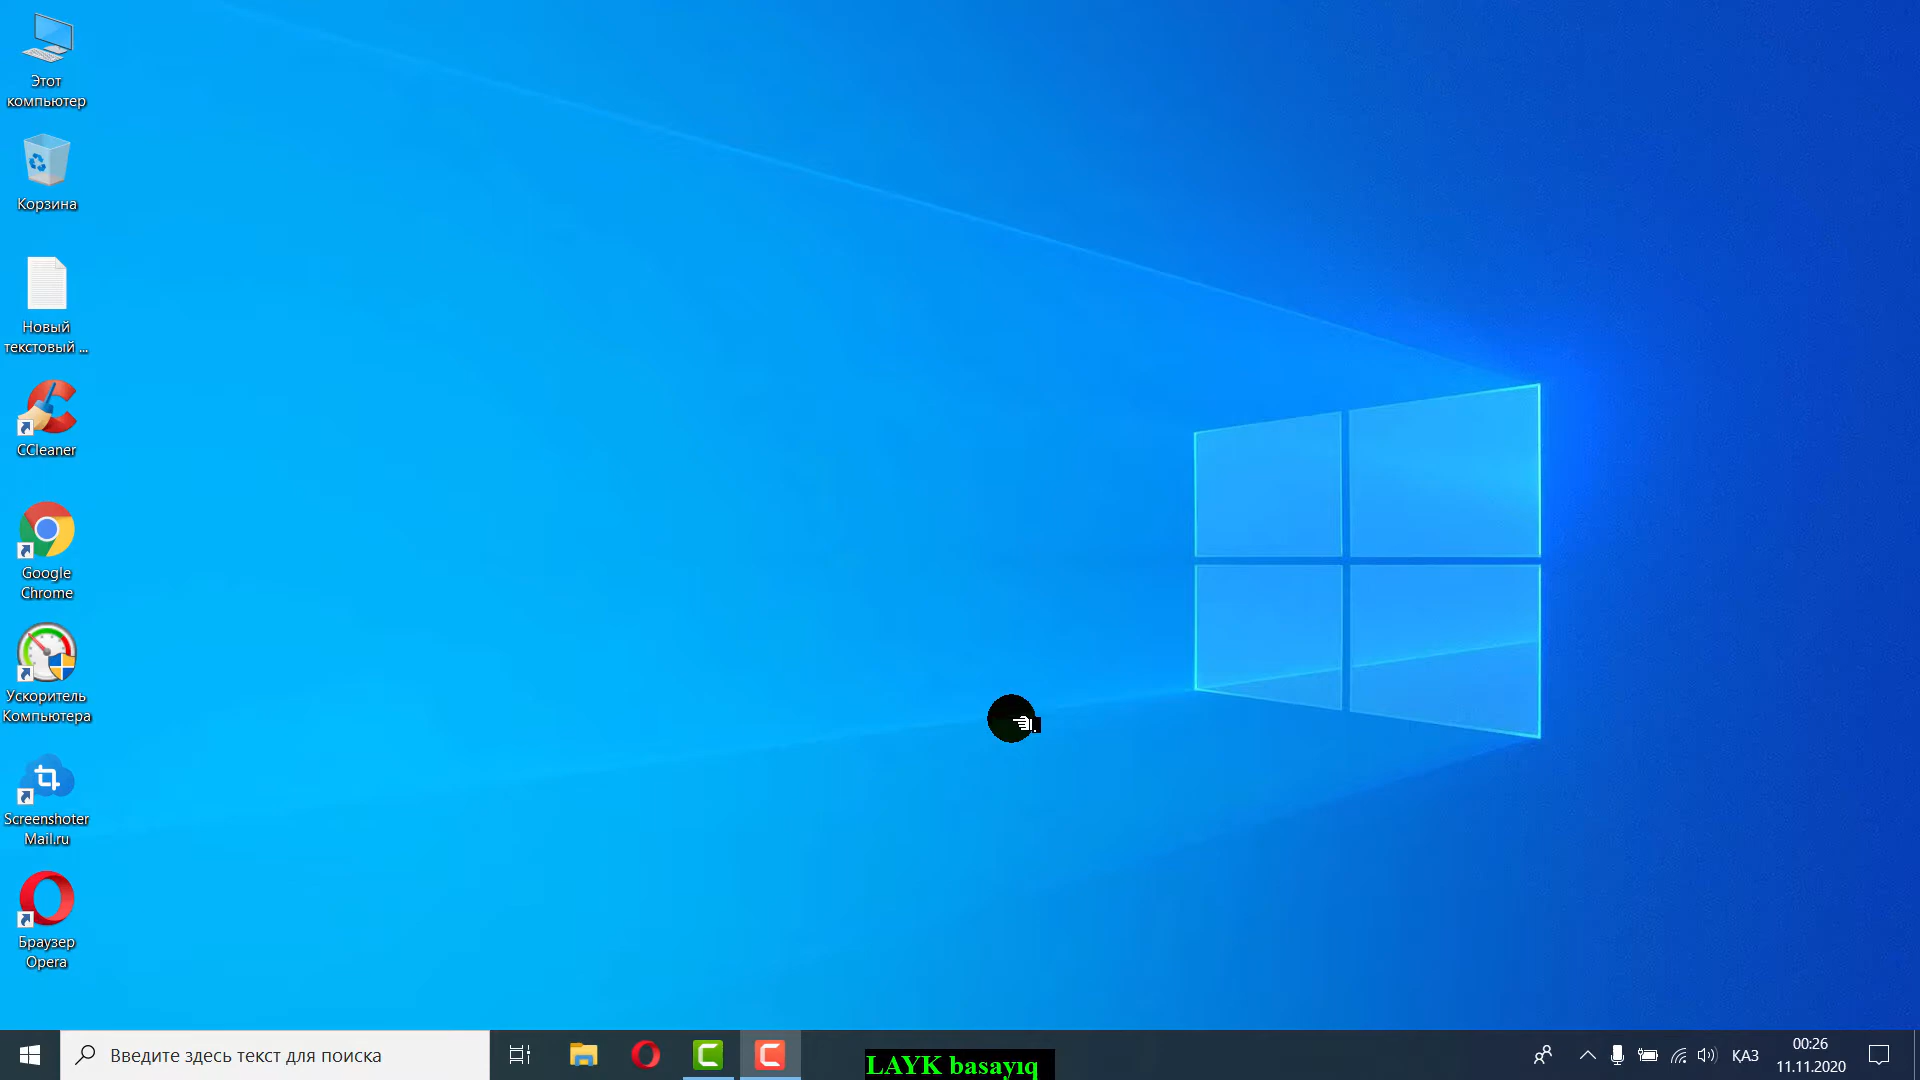 Этот
компьютер
Корзина
Новый
текстовый ...
CCleaner
Google
Chrome
Ускоритель
Компьютера
Screenshoter
Mail.ru
Браузер
Opera
Введите здесь текст для поиска
LAYK basayıq
ҚАЗ
00:26
11.11.2020